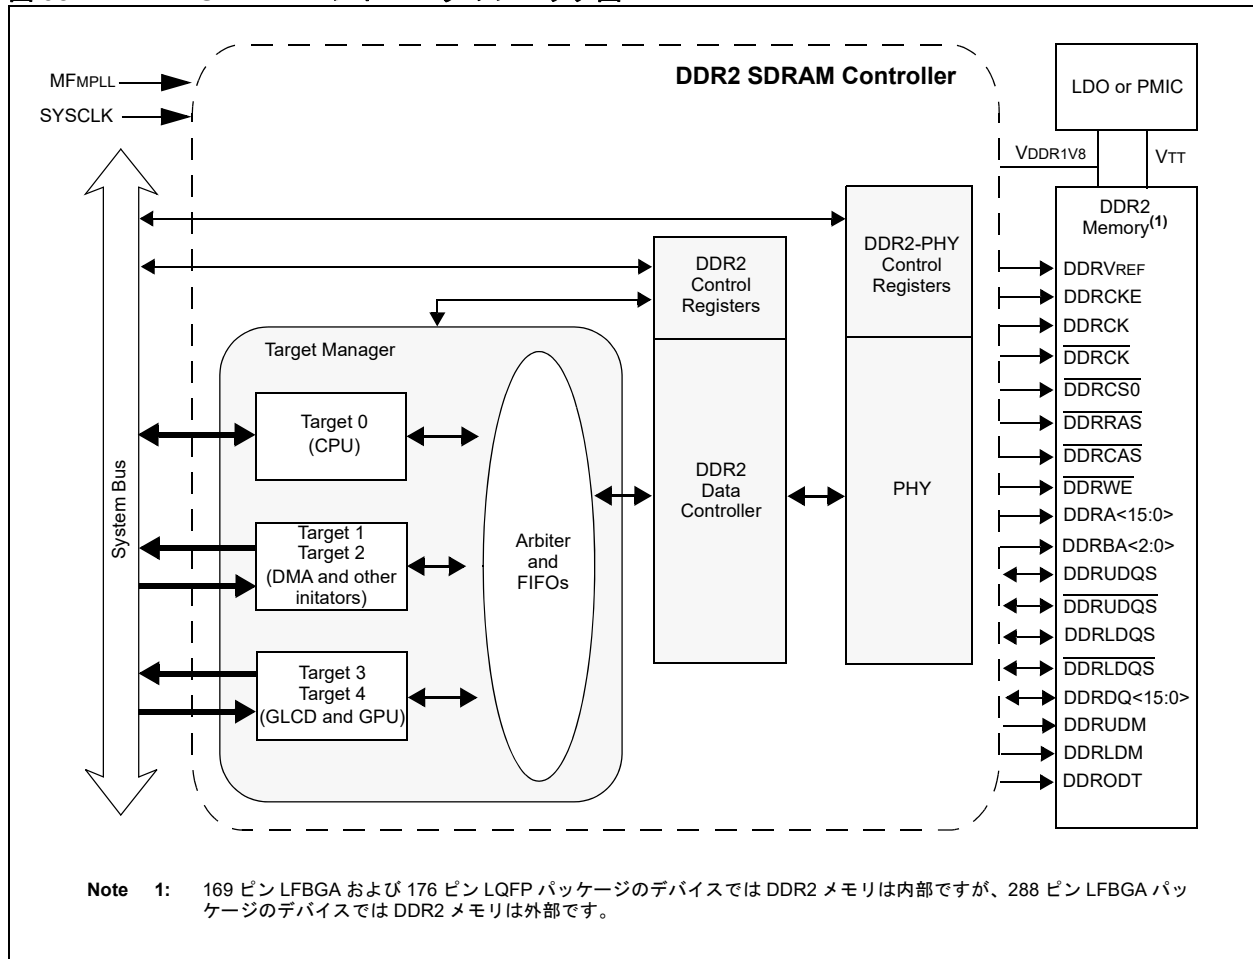 MFMPLL
SYSCLK
DDR2 SDRAM Controller
LDO or PMIC
VDDR1V8
VTT
DDR2
Memory(1)
DDR2-PHY
Control
Registers
DDR2
Control
Registers
Target Manager
Target 0
(CPU)
System Bus
Target 1
Target 2
(DMA and other
initators)
Target 3
Target 4
(GLCD and GPU)
Arbiter
and
FIFOs
DDR2
Data
Controller
PHY
DDRVREF
DDRCKE
DDRCK
DDRCK
DDRCS0
DDRRAS
DDRCAS
DDRWE
DDRA<15:0>
DDRBA<2:0>
DDRUDQS
DDRUDQS
DDRLDQS
DDRLDQS
DDRDQ<15:0>
DDRUDM
DDRLDM
DDRODT
Note 1: 169 ピン LFBGA および 176 ピン LQFP パッケージのデバイスでは DDR2 メモリは内部ですが、288 ピン LFBGA パッ
ケージのデバイスでは DDR2 メモリは外部です。